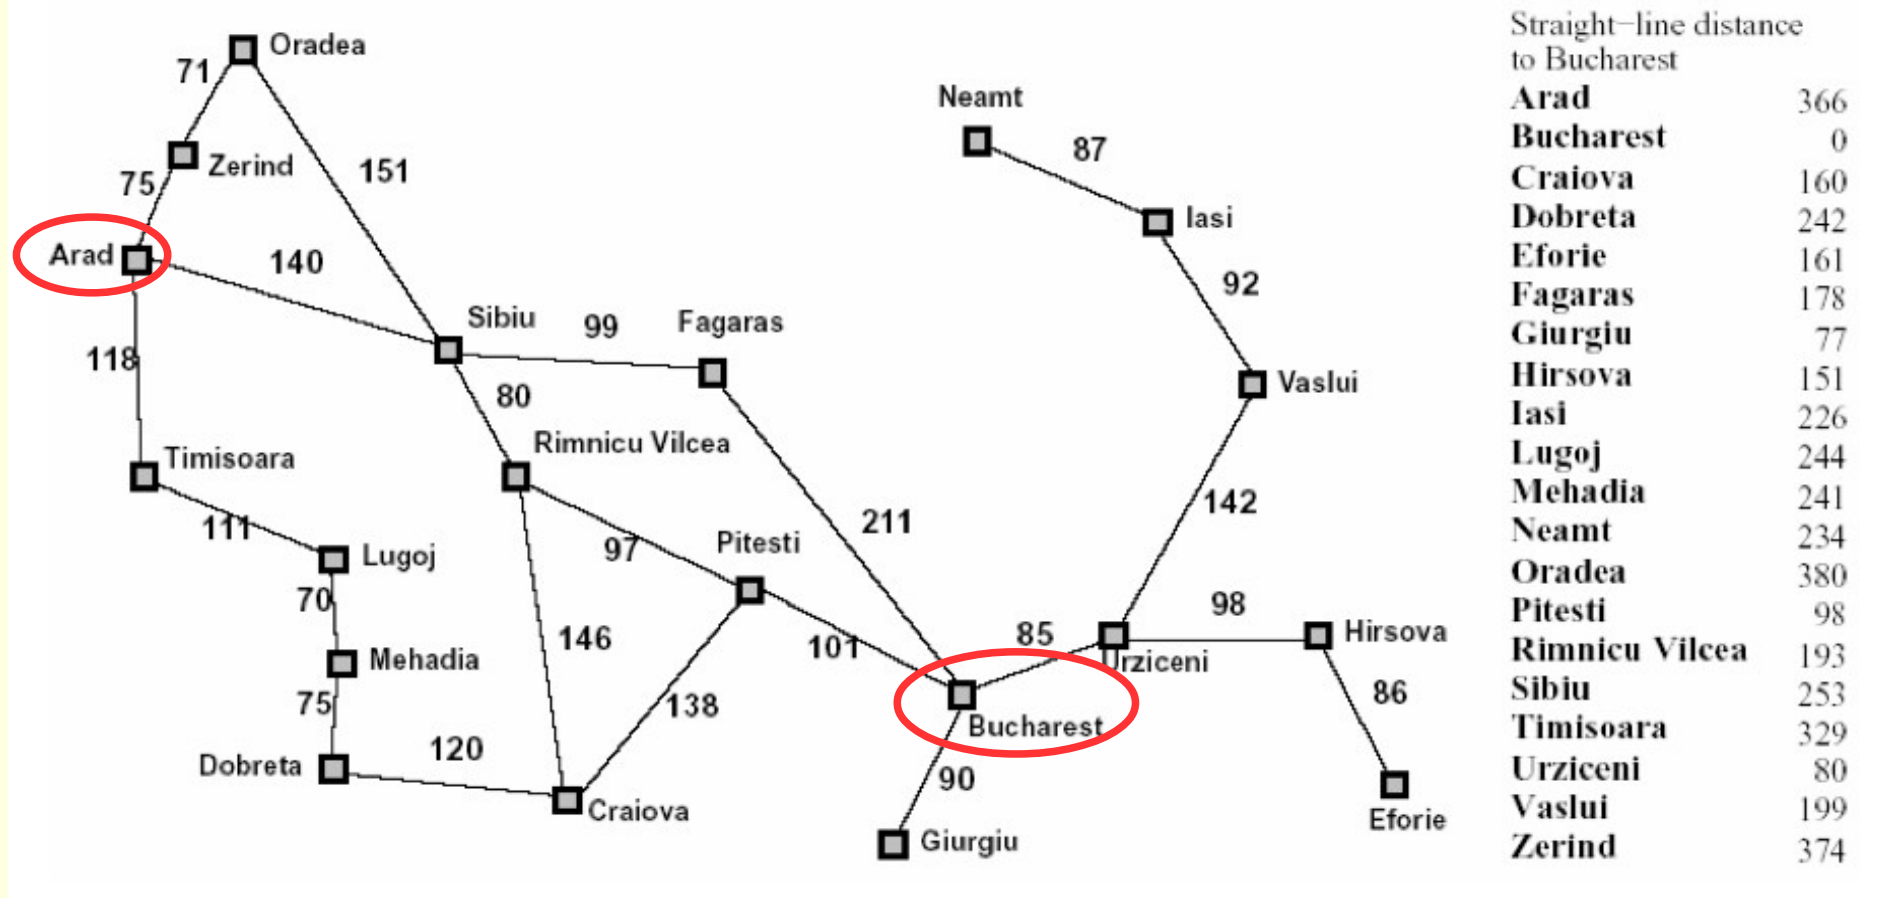 Oradea
71
Neamt
87
Zerind
151
75
Iasi
Arad
140
92
Sibiu
99
Fagaras
118
80
Vaslui
Rimnicu Vilcea
Timisoara
142
111
211
97
Pitesti
Lugoj
70
98
146
101
85
Hirsova
Mehadia
Urziceni
75
138
86
Bucharest
120
Dobreta
90
Craiova
Eforie
Giurgiu
Straight-line distance
to Bucharest
Arad 366
Bucharest 0
Craiova 160
Dobreta 242
Eforie 161
Fagaras 178
Giurgiu 77
Hirsova 151
Iasi 226
Lugoj 244
Mehadia 241
Neamt 234
Oradea 380
Pitesti 98
Rimnicu Vilcea 193
Sibiu 253
Timisoara 329
Urziceni 80
Vaslui 199
Zerind 374